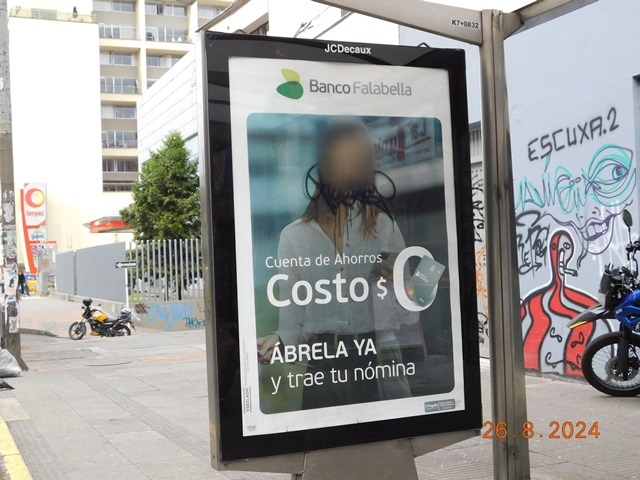 K7+0832
JCDecaux
Banco Falabella
ESCUXA.2
terpel
Cuenta de Ahorros
Costo $0
ÁBRELA YA
y trae tu nómina
26.8.2024